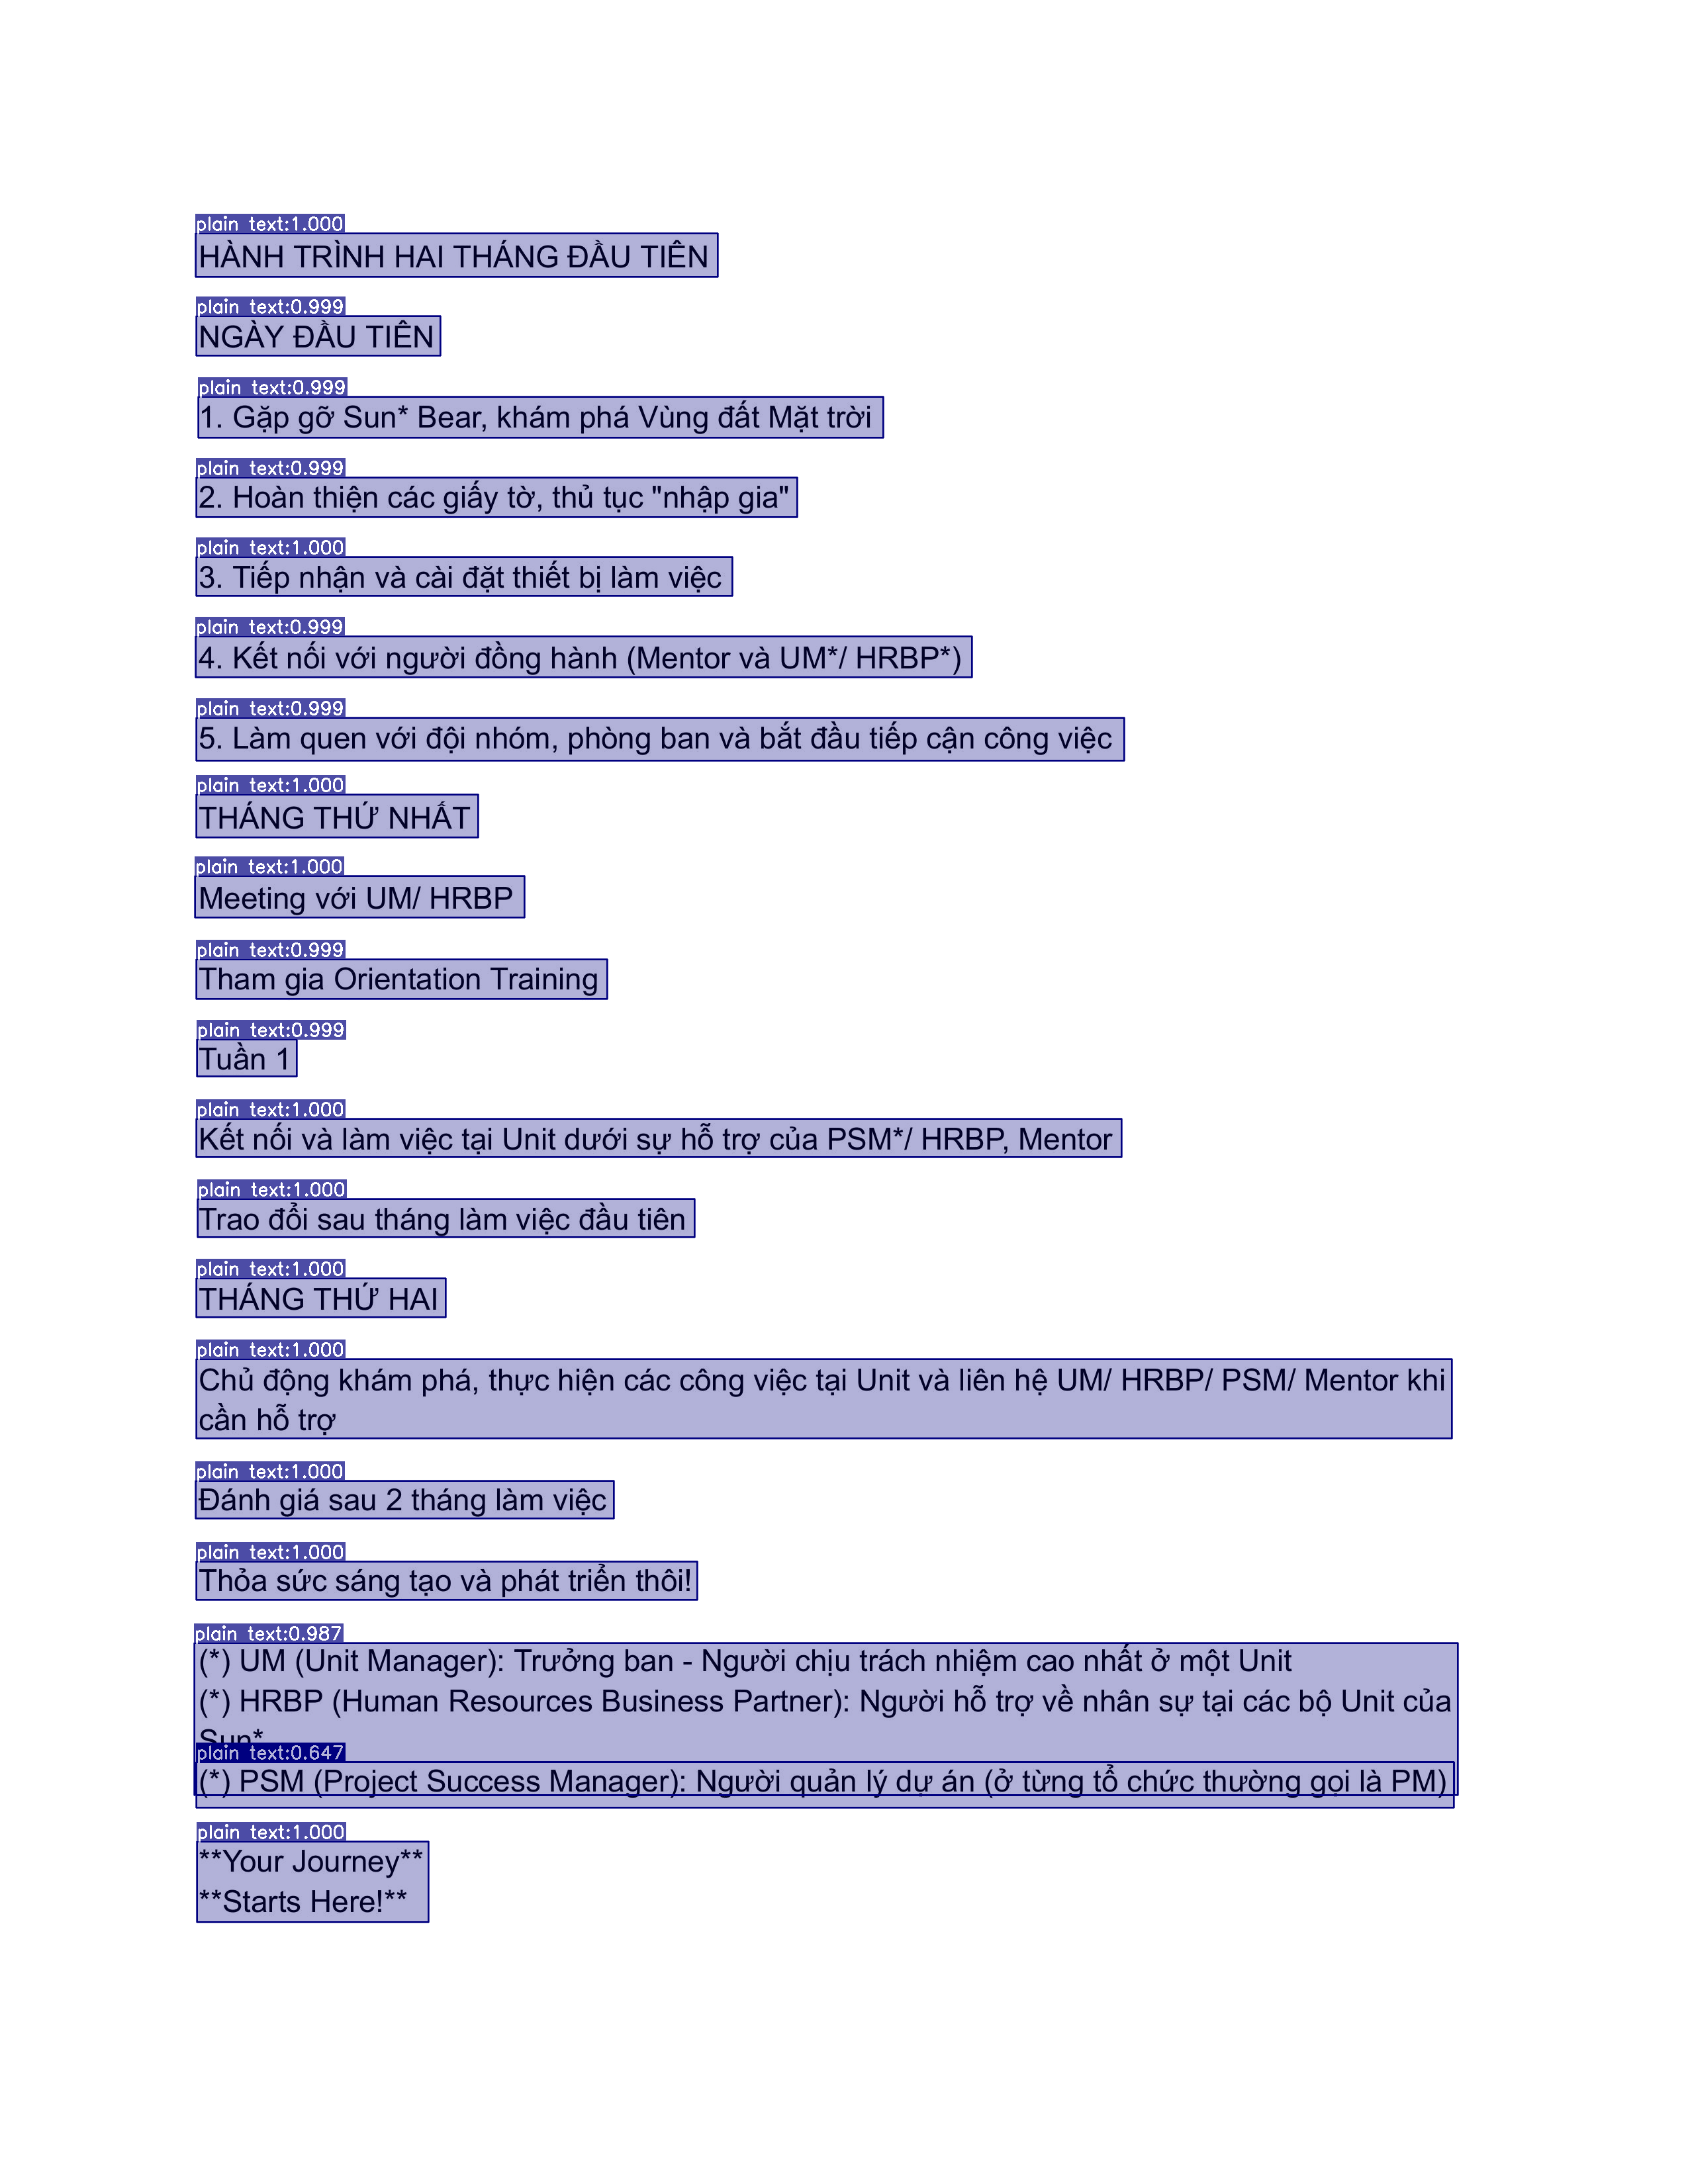 plain text:1.000
HÀNH TRÌNH HAI THÁNG ĐẦU TIÊN
plain text:0.999
NGÀY ĐẦU TIÊN
plain text:0.999
1. Gặp gỡ Sun* Bear, khám phá Vùng đất Mặt trời
plain text:0.999
2. Hoàn thiện các giấy tờ, thủ tục "nhập gia"
plain text:1.000
3. Tiếp nhận và cài đặt thiết bị làm việc
plain text:0.999
4. Kết nối với người đồng hành (Mentor và UM*/ HRBP*)
plain text:0.999
5. Làm quen với đội nhóm, phòng ban và bắt đầu tiếp cận công việc
plain text:1.000
THÁNG THỨ NHẤT
plain text:1.000
Meeting với UM/ HRBP
plain text:0.999
Tham gia Orientation Training
plain text:0.999
Tuần 1
plain text:1.000
Kết nối và làm việc tại Unit dưới sự hỗ trợ của PSM*/ HRBP, Mentor
plain text:1.000
Trao đổi sau tháng làm việc đầu tiên
plain text:1.000
THÁNG THỨ HAI
plain text:1.000
Chủ động khám phá, thực hiện các công việc tại Unit và liên hệ UM/ HRBP/ PSM/ Mentor khi
cần hỗ trợ
plain text:1.000
Đánh giá sau 2 tháng làm việc
plain text:1.000
Thỏa sức sáng tạo và phát triển thôi!
plain text:0.987
(*) UM (Unit Manager): Trưởng ban - Người chịu trách nhiệm cao nhất ở một Unit
(*) HRBP (Human Resources Business Partner): Người hỗ trợ về nhân sự tại các bộ Unit của
Sun*
plain text:0.647
(*) PSM (Project Success Manager): Người quản lý dự án (ở từng tổ chức thường gọi là PM)
plain text:1.000
**Your Journey**
**Starts Here!**